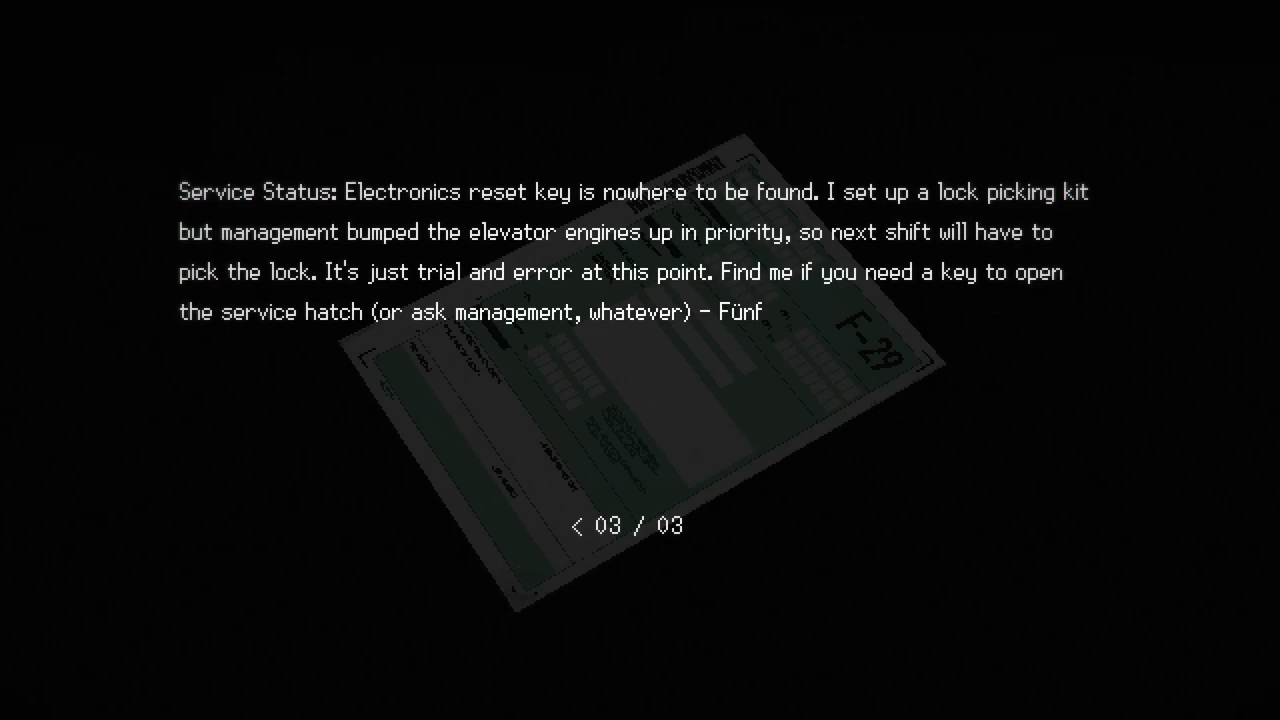 Service Status: Electronics reset key is nowhere to be found. I set up a lock picking kit
but management bumped the elevator engines up in priority, so next shift will have to
pick the lock. It's just trial and error at this point. Find me if you need a key to open
the service hatch (or ask management, whatever) - Fünf
F-29
< 03 / 03